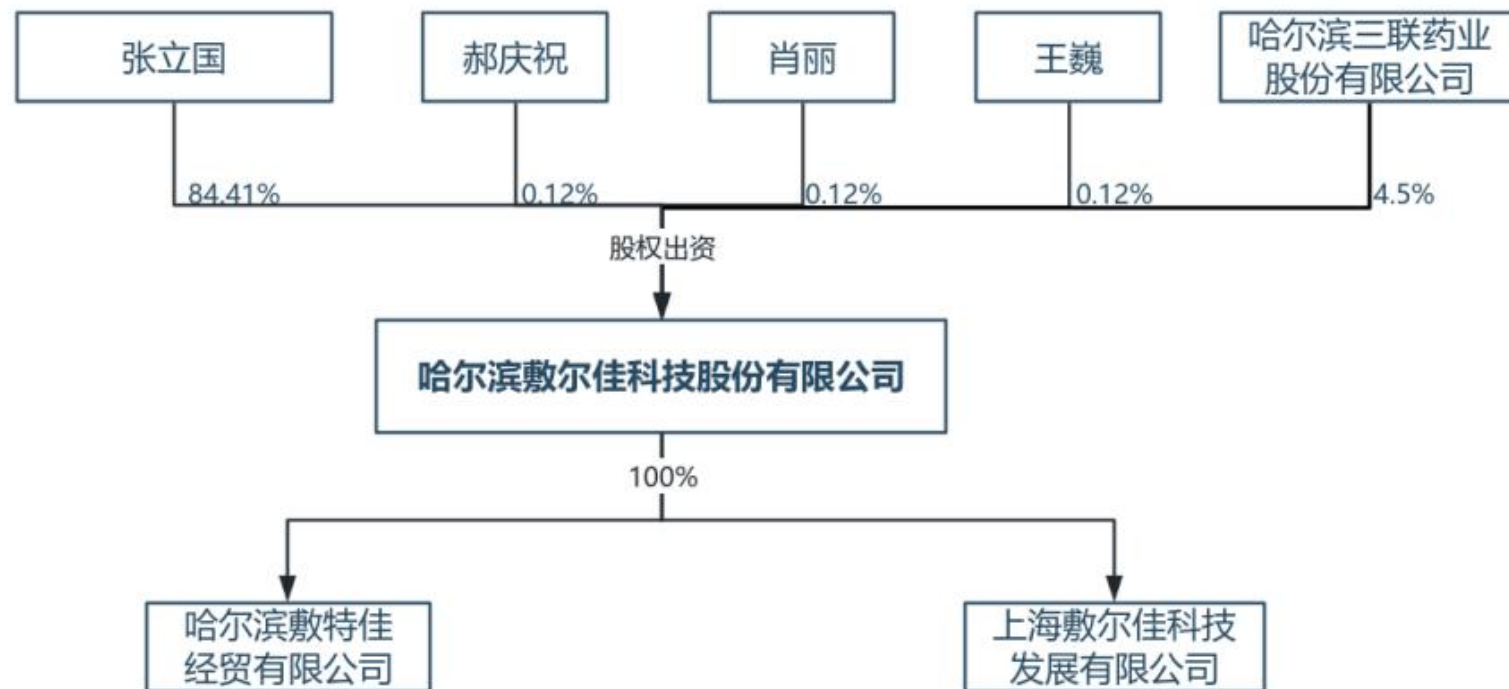 张立国
郝庆祝
肖丽
王巍
哈尔滨三联药业
股份有限公司
84.41%
0.12%
0.12%
0.12%
4.5%
股权出资
哈尔滨敷尔佳科技股份有限公司
100%
哈尔滨敷特佳
经贸有限公司
上海敷尔佳科技
发展有限公司